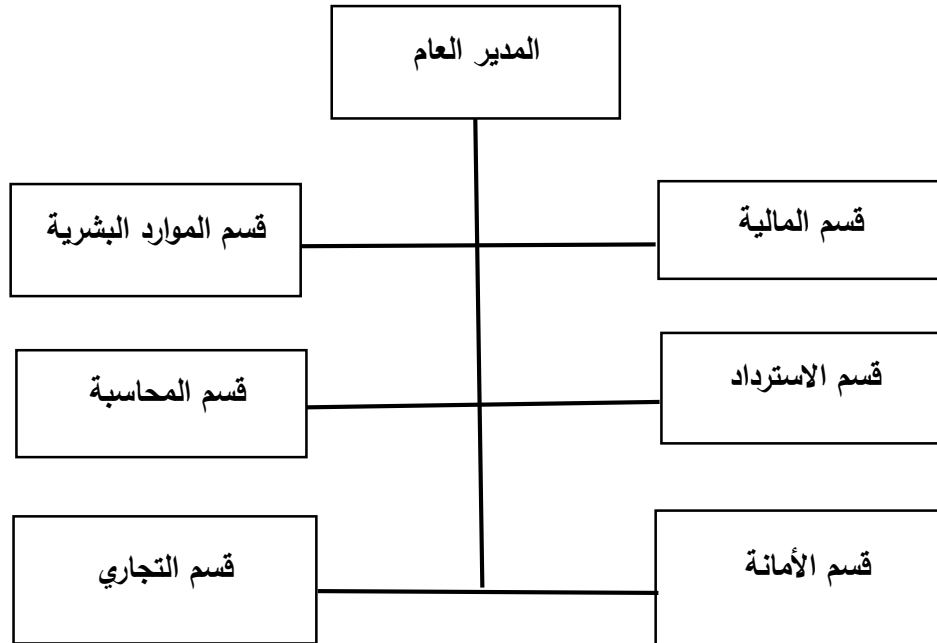 المدير العام
قسم المالية
قسم الموارد البشرية
قسم الاسترداد
قسم المحاسبة
قسم الأمانة
قسم التجاري